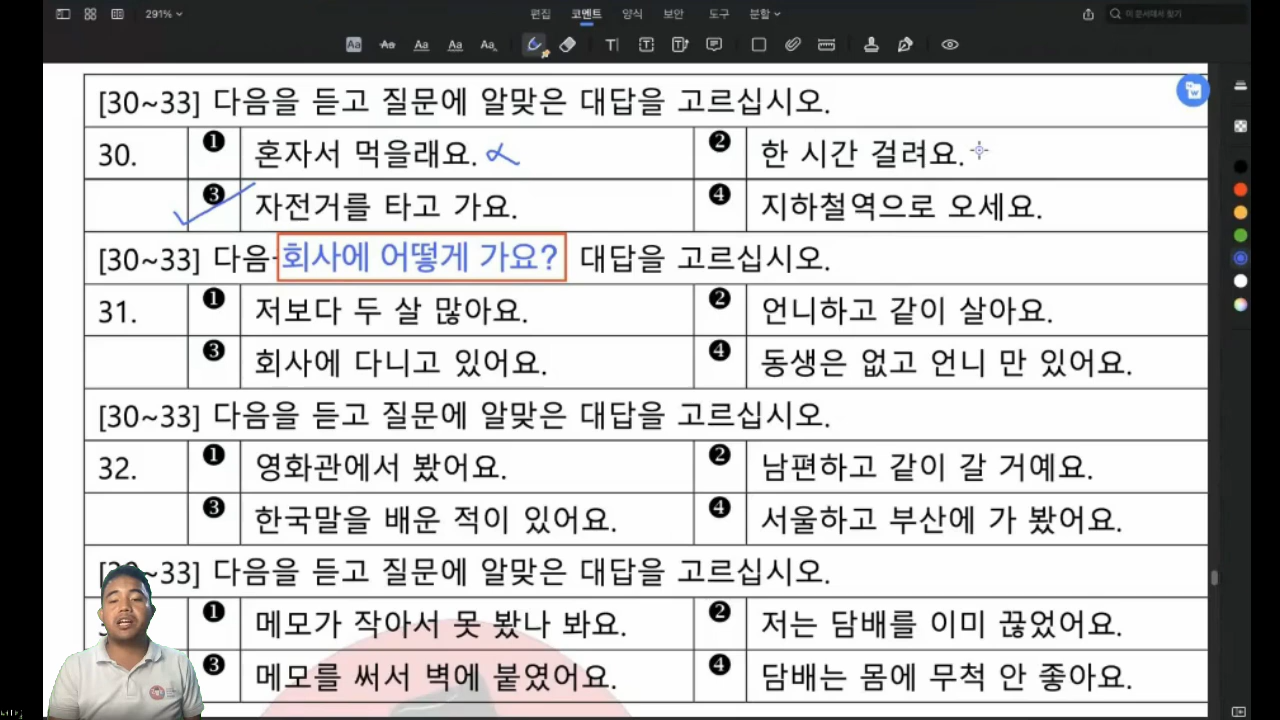 291%
편집 코멘트 양식 보안 도구 분할
이 문서에서 찾기
[30~33] 다음을 듣고 질문에 알맞은 대답을 고르십시오.
30. ❶ 혼자서 먹을래요. ❷ 한 시간 걸려요.
❸ 자전거를 타고 가요. ❹ 지하철역으로 오세요.
[30~33] 다음 회사에 어떻게 가요? 대답을 고르십시오.
31. ❶ 저보다 두 살 많아요. ❷ 언니하고 같이 살아요.
❸ 회사에 다니고 있어요. ❹ 동생은 없고 언니 만 있어요.
[30~33] 다음을 듣고 질문에 알맞은 대답을 고르십시오.
32. ❶ 영화관에서 봤어요. ❷ 남편하고 같이 갈 거예요.
❸ 한국말을 배운 적이 있어요. ❹ 서울하고 부산에 가 봤어요.
~33] 다음을 듣고 질문에 알맞은 대답을 고르십시오.
❶ 메모가 작아서 못 봤나 봐요. ❷ 저는 담배를 이미 끊었어요.
❸ 메모를 써서 벽에 붙였어요. ❹ 담배는 몸에 무척 안 좋아요.